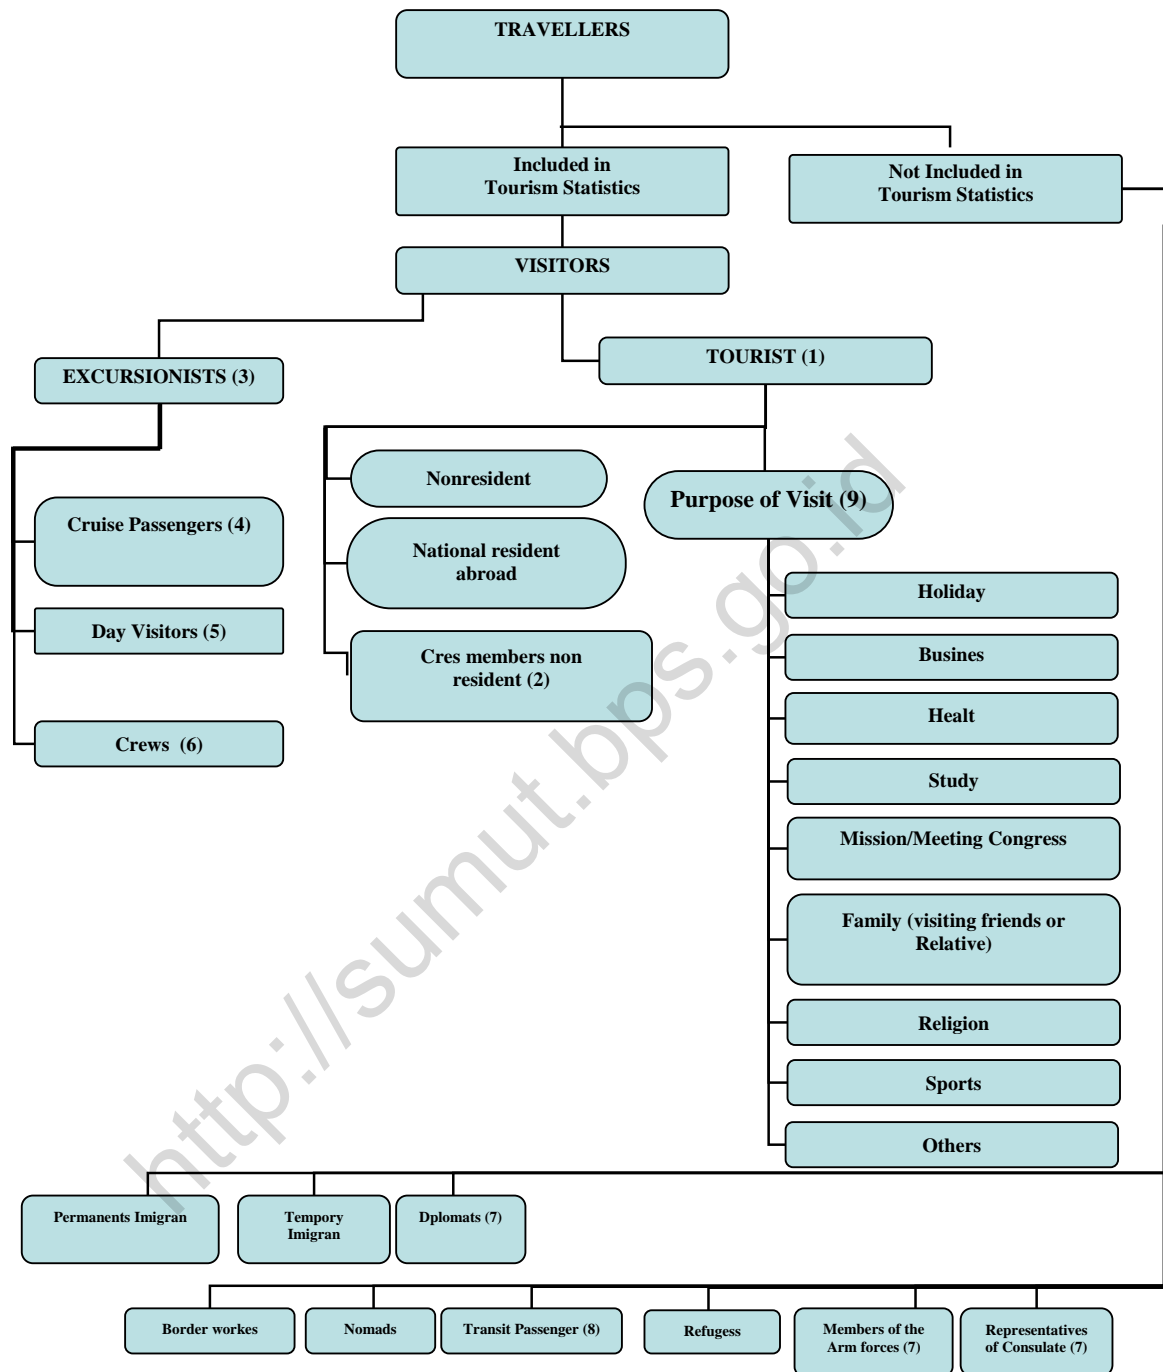 TRAVELLERS
Included in
Tourism Statistics
Not Included in
Tourism Statistics
VISITORS
EXCURSIONISTS (3)
TOURIST (1)
Cruise Passengers (4)
Day Visitors (5)
Crews (6)
Nonresident
National resident
abroad
Cres members non
resident (2)
Purpose of Visit (9)
Holiday
Busines
Healt
Study
Mission/Meeting Congress
Family (visiting friends or
Relative)
Religion
Sports
Others
Permanents Imigran
Tempory
Imigran
Dplomats (7)
Border workes
Nomads
Transit Passenger (8)
Refugess
Members of the
Arm forces (7)
Representatives
of Consulate (7)
http://sumut.bps.go.id